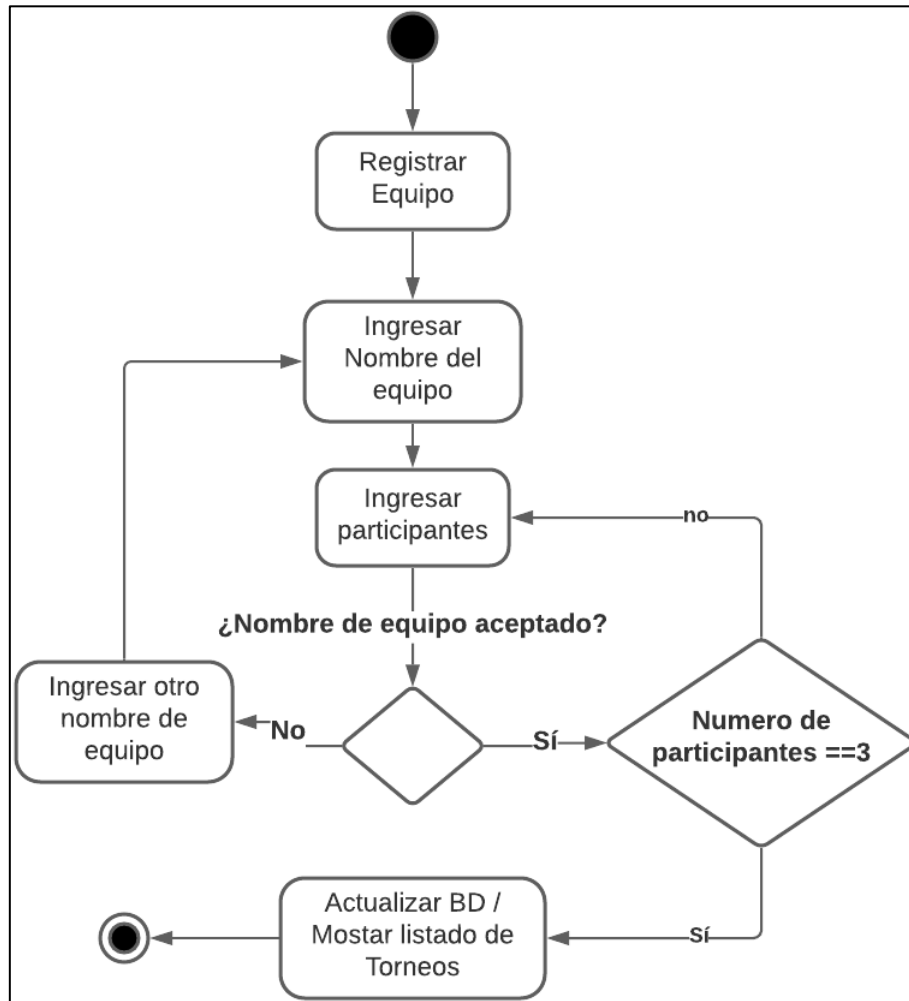 Registrar
Equipo
Ingresar
Nombre del
equipo
Ingresar
participantes
no
¿Nombre de equipo aceptado?
Ingresar otro
nombre de
equipo
No
Sí
Numero de
participantes ==3
Actualizar BD /
Mostar listado de
Torneos
Sí